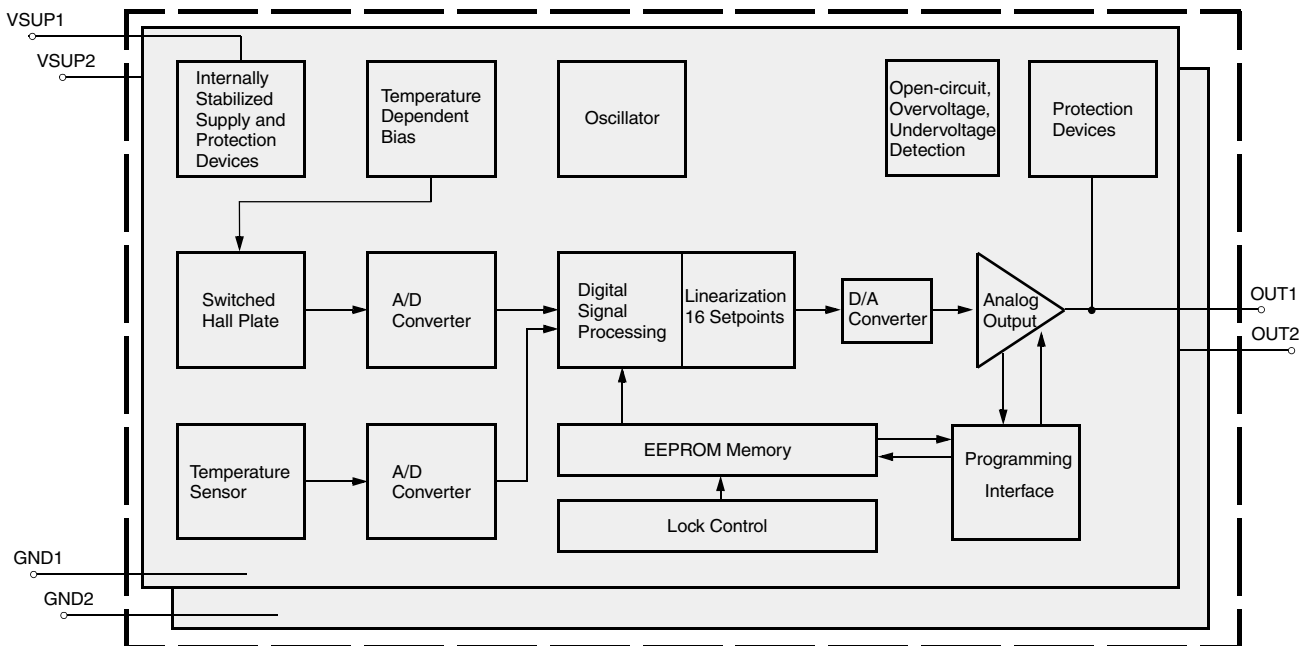 VSUP1
VSUP2
Internally
Stabilized
Supply and
Protection
Devices
Temperature
Dependent
Bias
Oscillator
Open-circuit,
Overvoltage,
Undervoltage
Detection
Protection
Devices
Switched
Hall Plate
A/D
Converter
Digital
Signal
Processing
Linearization
16 Setpoints
D/A
Converter
Analog
Output
OUT1
OUT2
Temperature
Sensor
A/D
Converter
EEPROM Memory
Lock Control
Programming
Interface
GND1
GND2